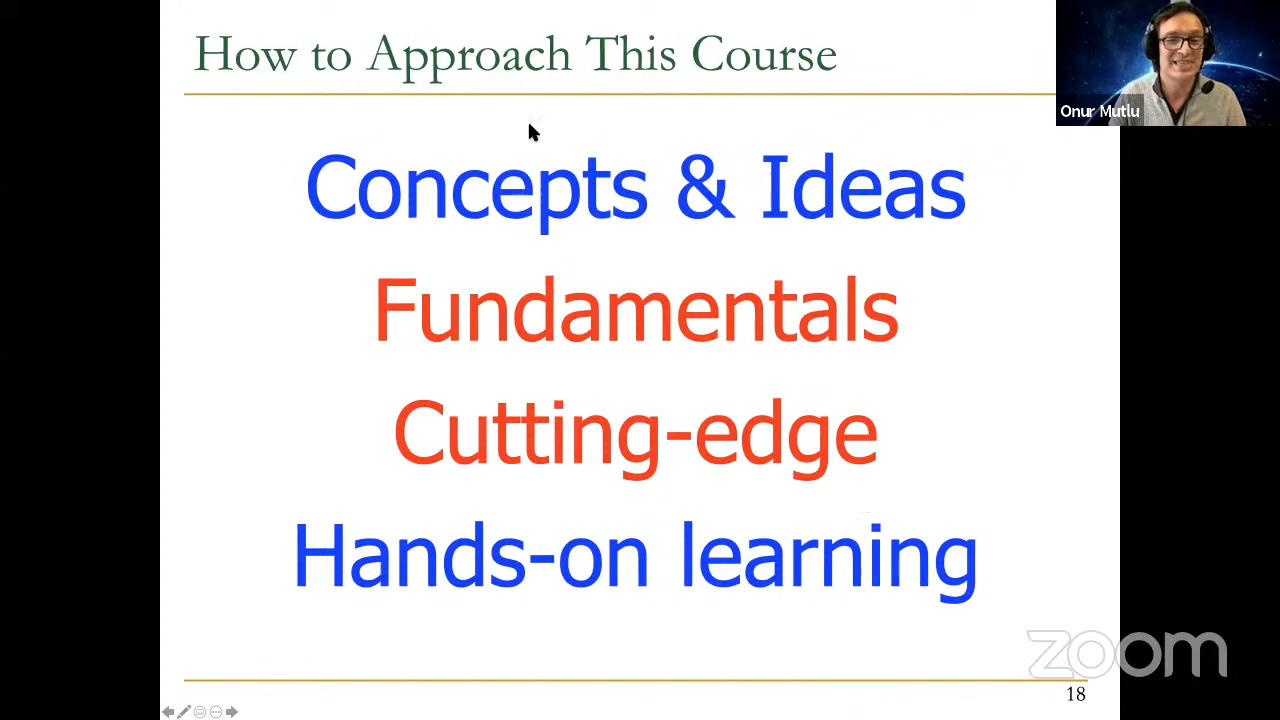 How to Approach This Course
Onur Mutlu
Concepts & Ideas
Fundamentals
Cutting-edge
Hands-on learning
zoom
18